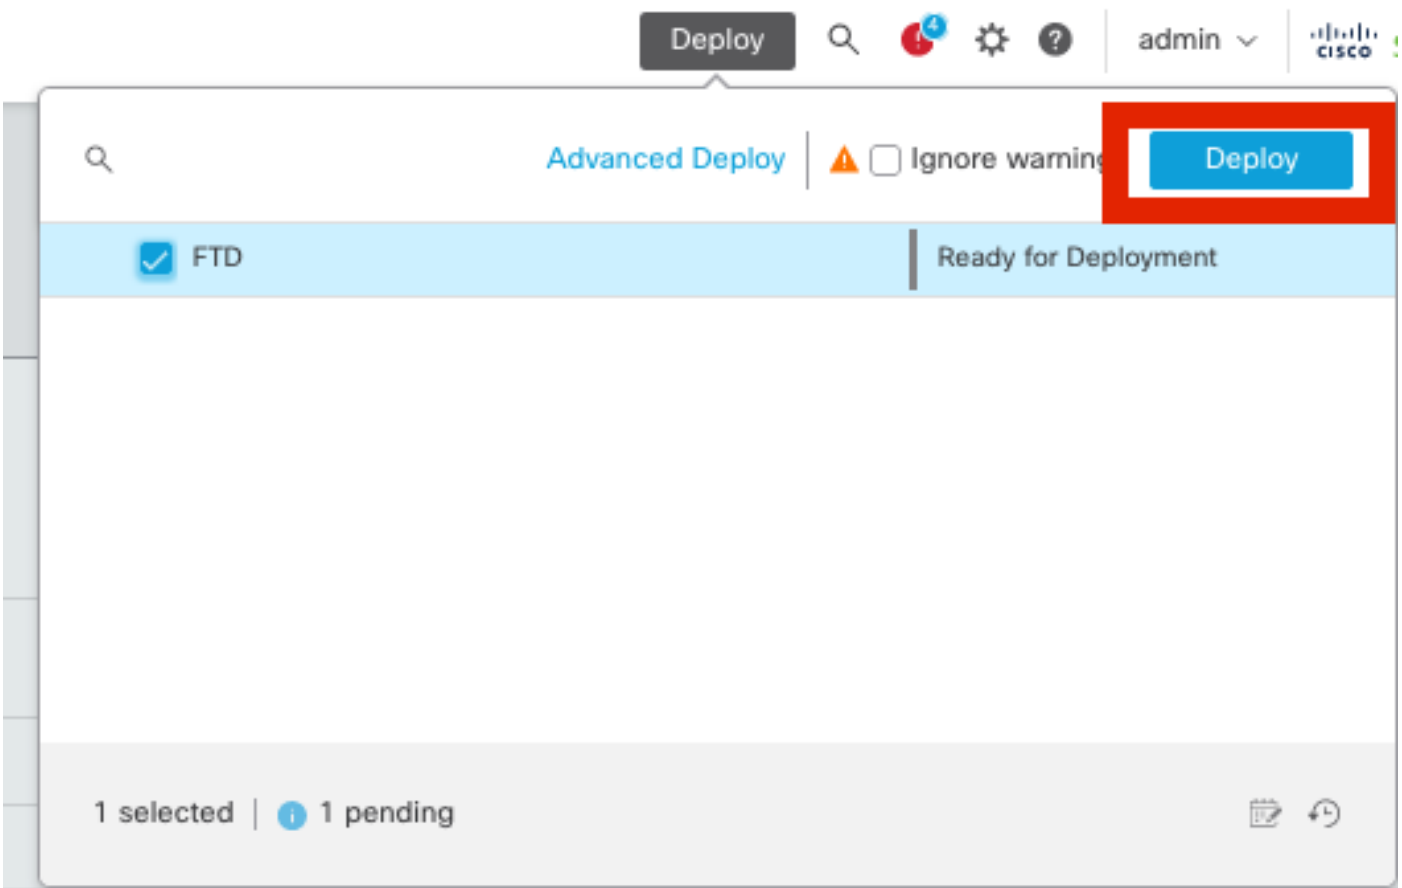 Deploy 4 admin cisco
Advanced Deploy Ignore warning Deploy
FTD Ready for Deployment
1 selected 1 pending